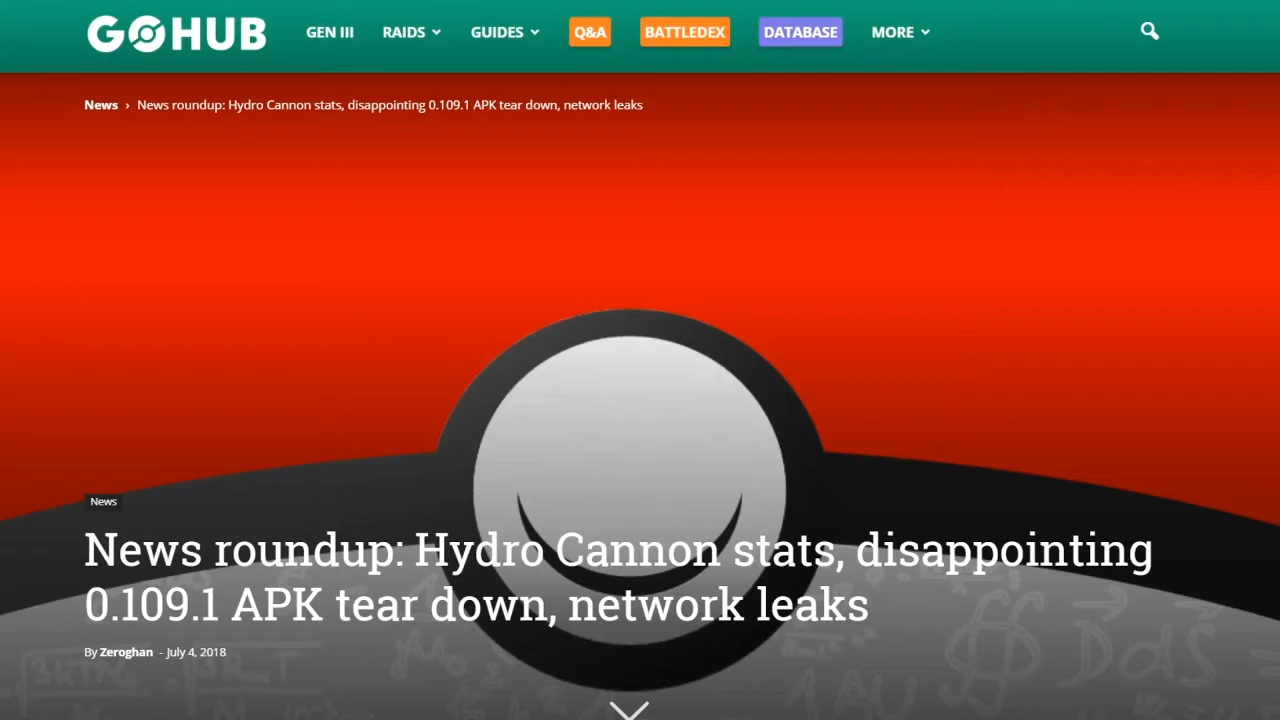 GOHUB
GEN III
RAIDS
GUIDES
Q&A
BATTLEDEX
DATABASE
MORE
News › News roundup: Hydro Cannon stats, disappointing 0.109.1 APK tear down, network leaks
News
News roundup: Hydro Cannon stats, disappointing
0.109.1 APK tear down, network leaks
By Zeroghan - July 4, 2018